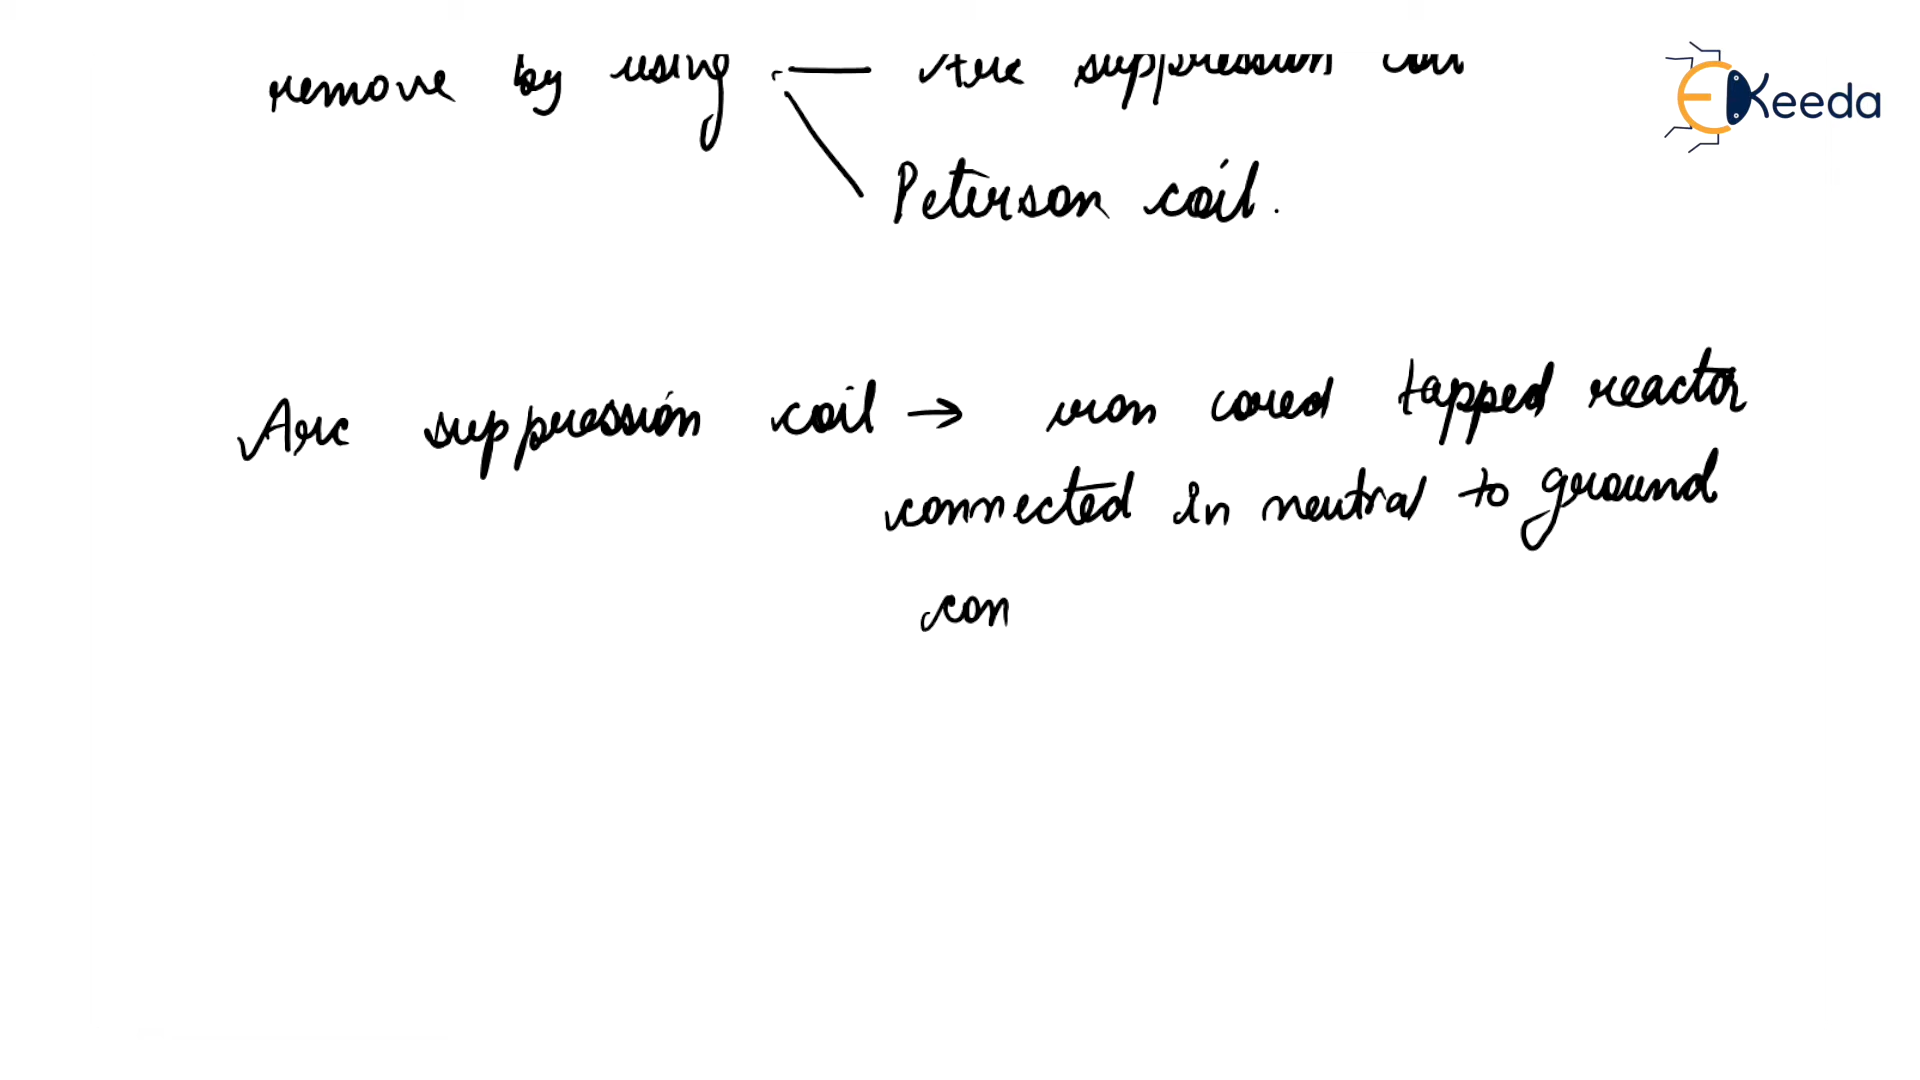 remove by using — Arc suppression coil
EKeeda
Peterson coil.
Arc suppression coil → iron cored tapped reactor
connected in neutral to ground
con